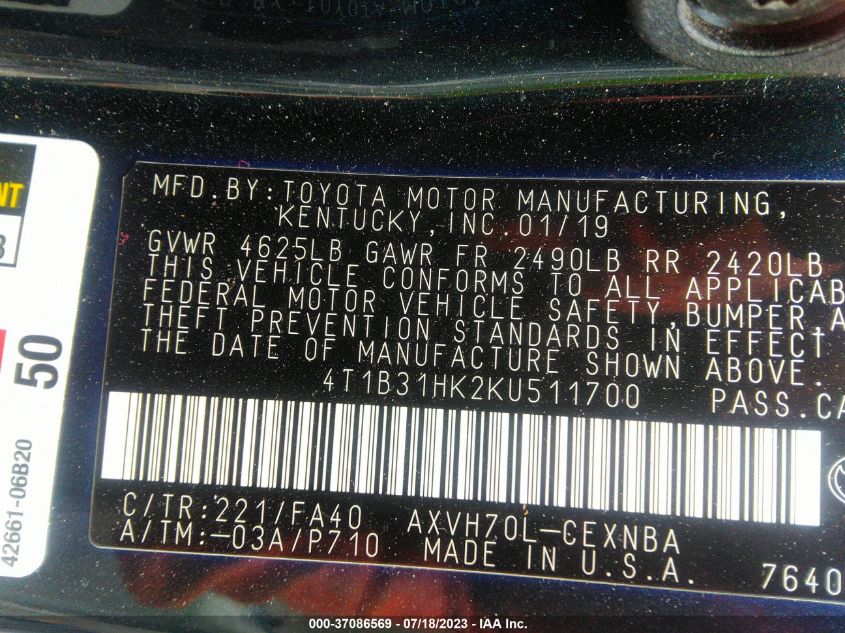 MFD.BY:TOYOTA MOTOR MANUFACTURING,
KENTUCKY,INC.01/19
GVWR 4625LB GAWR FR 2490LB RR 2420LB
THIS VEHICLE CONFORMS TO ALL APPLICAB
FEDERAL MOTOR VEHICLE SAFETY,BUMPER,A
THEFT PREVENTION STANDARDS IN EFFECT
THE DATE OF MANUFACTURE SHOWN ABOVE.
4T1B31HK2KU511700 PASS.CA
C/TR:221/FA40 AXVH70L-CEXNBA
A/TM:-03A/P710 MADE IN U.S.A. 7640
NT
50
42661-06B20
000-37086569 / 07/18/2023 - IAA Inc.